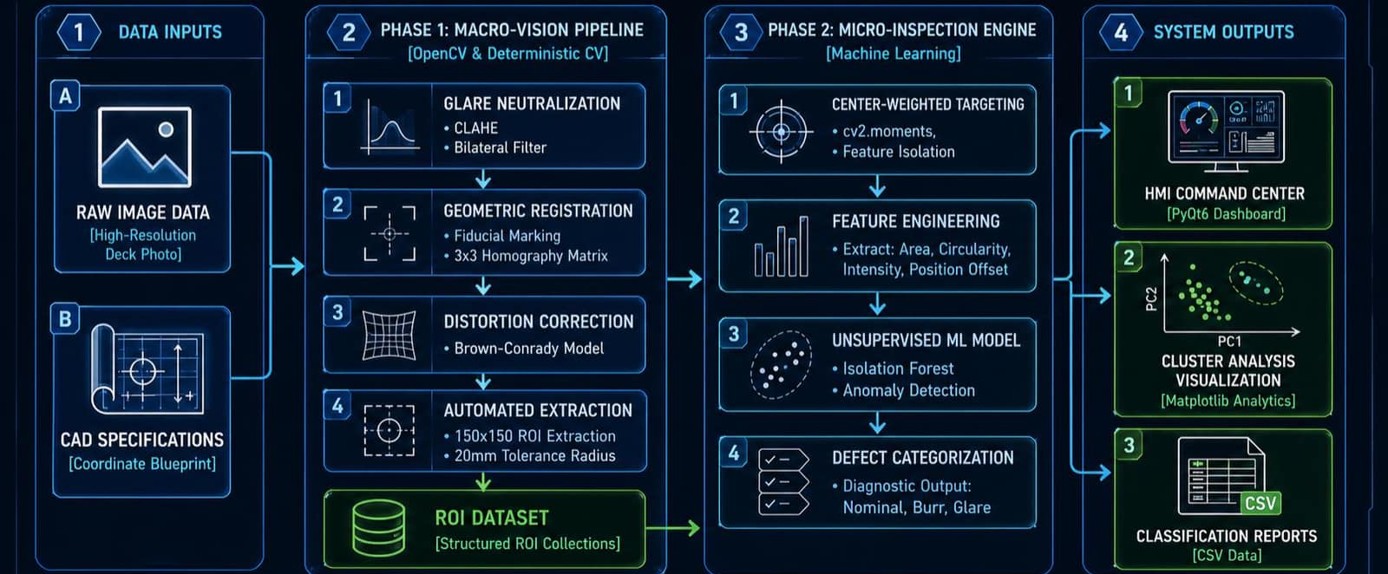 1 DATA INPUTS
A
RAW IMAGE DATA
[High-Resolution
Deck Photo]
B
CAD SPECIFICATIONS
[Coordinate Blueprint]
2 PHASE 1: MACRO-VISION PIPELINE
[OpenCV & Deterministic CV]
1 GLARE NEUTRALIZATION
• CLAHE
• Bilateral Filter
2 GEOMETRIC REGISTRATION
• Fiducial Marking
• 3x3 Homography Matrix
3 DISTORTION CORRECTION
• Brown-Conrady Model
4 AUTOMATED EXTRACTION
• 150x150 ROI Extraction
• 20mm Tolerance Radius
ROI DATASET
[Structured ROI Collections]
3 PHASE 2: MICRO-INSPECTION ENGINE
[Machine Learning]
1 CENTER-WEIGHTED TARGETING
• cv2.moments,
• Feature Isolation
2 FEATURE ENGINEERING
• Extract: Area, Circularity,
Intensity, Position Offset
3 UNSUPERVISED ML MODEL
• Isolation Forest
• Anomaly Detection
4 DEFECT CATEGORIZATION
• Diagnostic Output:
Nominal, Burr, Glare
4 SYSTEM OUTPUTS
1
HMI COMMAND CENTER
[PyQt6 Dashboard]
2
PC2
PC1
CLUSTER ANALYSIS
VISUALIZATION
[Matplotlib Analytics]
3
CSV
CLASSIFICATION REPORTS
[CSV Data]